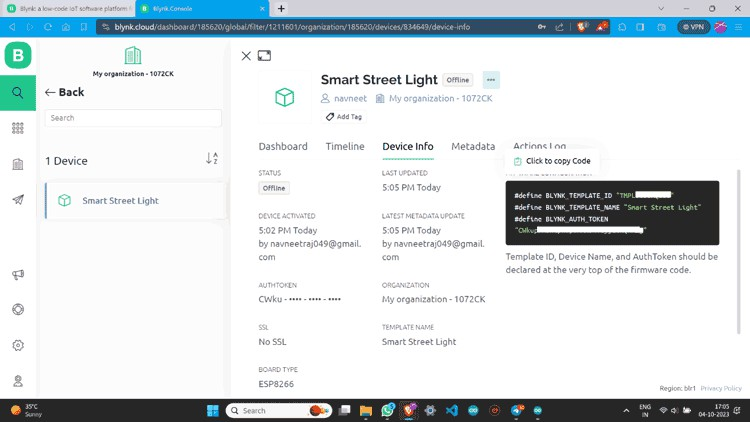 Blynk: a low-code IoT software platform f
Blynk.Console
blynk.cloud/dashboard/185620/global/filter/1211601/organization/185620/devices/834649/device-info
VPN
B
My organization - 1072CK
Back
Search
1 Device
Smart Street Light
Smart Street Light
Offline
navneet
My organization - 1072CK
Add Tag
Dashboard
Timeline
Device Info
Metadata
Actions Log
Click to copy Code
STATUS
Offline
LAST UPDATED
5:05 PM Today
DEVICE ACTIVATED
5:02 PM Today
by navneetraj049@gmail.
com
LATEST METADATA UPDATE
5:05 PM Today
by navneetraj049@gmail.
com
AUTHTOKEN
CWku - •••• - •••• - ••••
ORGANIZATION
My organization - 1072CK
SSL
No SSL
TEMPLATE NAME
Smart Street Light
BOARD TYPE
ESP8266
#define BLYNK_TEMPLATE_ID "TMPL
#define BLYNK_TEMPLATE_NAME "Smart Street Light"
#define BLYNK_AUTH_TOKEN
"CWkup
Template ID, Device Name, and AuthToken should be
declared at the very top of the firmware code.
Region: blr1
Privacy Policy
35°C
Sunny
Search
ENG
IN
17:05
04-10-2023